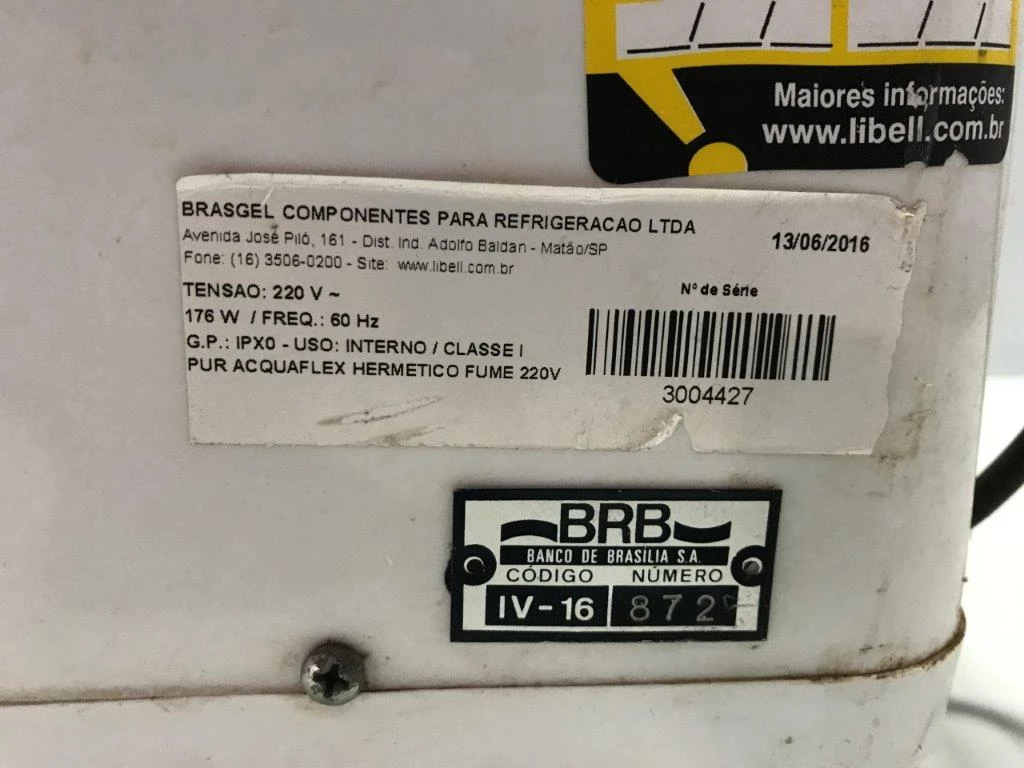 Maiores informações:
www.libell.com.br
BRASGEL COMPONENTES PARA REFRIGERACAO LTDA
Avenida José Piló, 161 - Dist. Ind. Adolfo Baldan - Matão/SP
Fone: (16) 3506-0200 - Site: www.libell.com.br
13/06/2016
TENSAO: 220 V ~
176 W / FREQ.: 60 Hz
G.P.: IPX0 - USO: INTERNO / CLASSE I
PUR ACQUAFLEX HERMETICO FUME 220V
Nº de Série
3004427
BRB
BANCO DE BRASÍLIA S.A.
CÓDIGO NÚMERO
IV-16 872